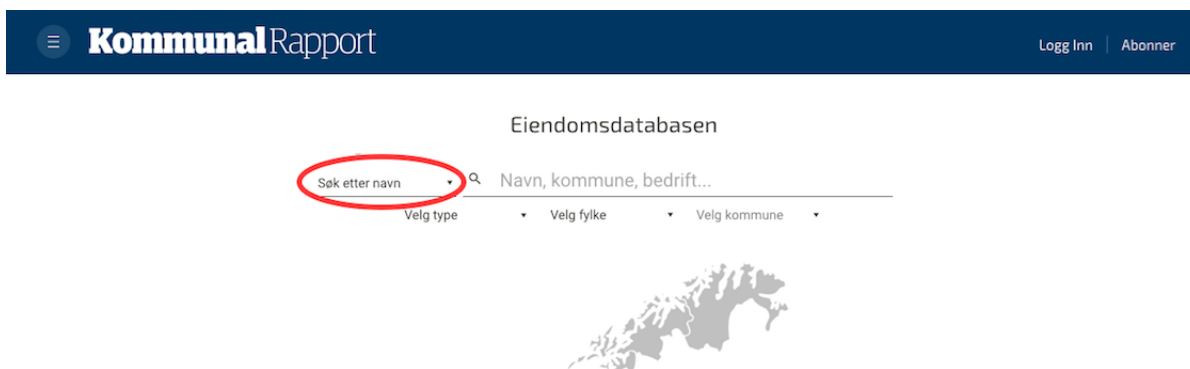 KommunalRapport
Logg Inn Abonner
Eiendomsdatabasen
Søk etter navn Navn, kommune, bedrift...
Velg type Velg fylke Velg kommune